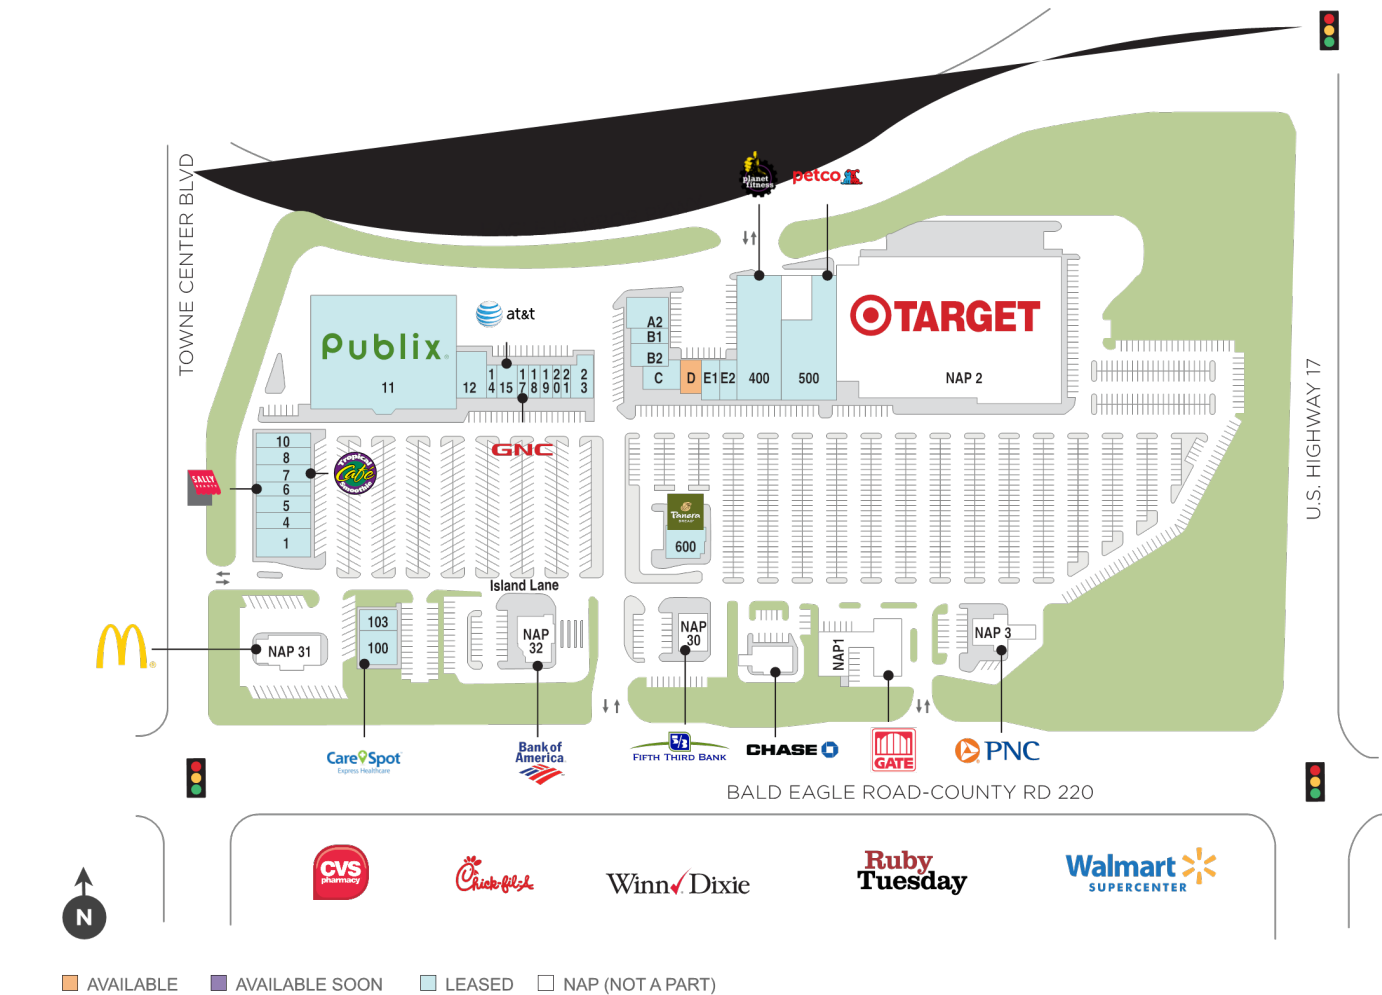 TOWNE CENTER BLVD
planet
fitness
petco
at&t
Publix
11
12
1
4
15
1
7
1
8
1
9
2
0
2
1
2
3
A2
B1
B2
C
D
E1
E2
400
500
TARGET
NAP 2
U.S. HIGHWAY 17
GNC
10
8
7
6
5
4
1
SALLY
BEAUTY
Tropical
Café
Smoothie
Panera
BREAD
600
Island Lane
NAP 31
103
100
NAP
32
NAP
30
NAP1
NAP 3
CareSpot
Express Healthcare
Bank of
America
FIFTH THIRD BANK
CHASE
GATE
PNC
BALD EAGLE ROAD-COUNTY RD 220
CVS
pharmacy
Chick-fil-A
Winn Dixie
Ruby
Tuesday
Walmart
SUPERCENTER
N
AVAILABLE
AVAILABLE SOON
LEASED
NAP (NOT A PART)